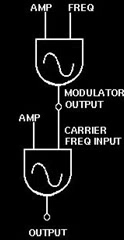 AMP FREQ
MODULATOR
OUTPUT
AMP
CARRIER
FREQ INPUT
OUTPUT